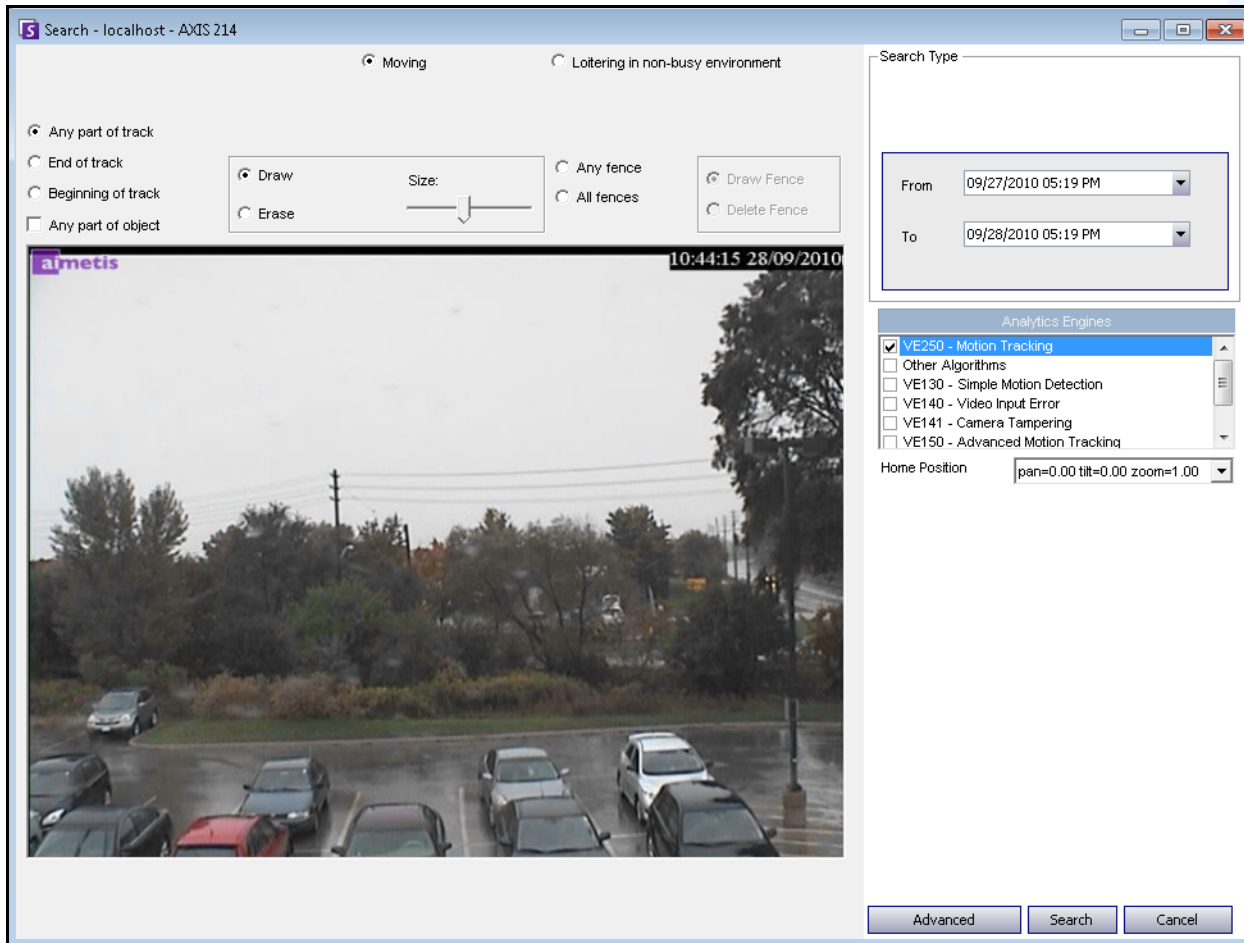 Search - localhost - AXIS 214
Moving
Loitering in non-busy environment
Search Type
Any part of track
End of track
Beginning of track
Any part of object
Draw
Erase
Size:
Any fence
All fences
Draw Fence
Delete Fence
From
09/27/2010 05:19 PM
To
09/28/2010 05:19 PM
aimetis
10:44:15 28/09/2010
Analytics Engines
VE250 - Motion Tracking
Other Algorithms
VE130 - Simple Motion Detection
VE140 - Video Input Error
VE141 - Camera Tampering
VE150 - Advanced Motion Tracking
Home Position
pan=0.00 tilt=0.00 zoom=1.00
Advanced
Search
Cancel